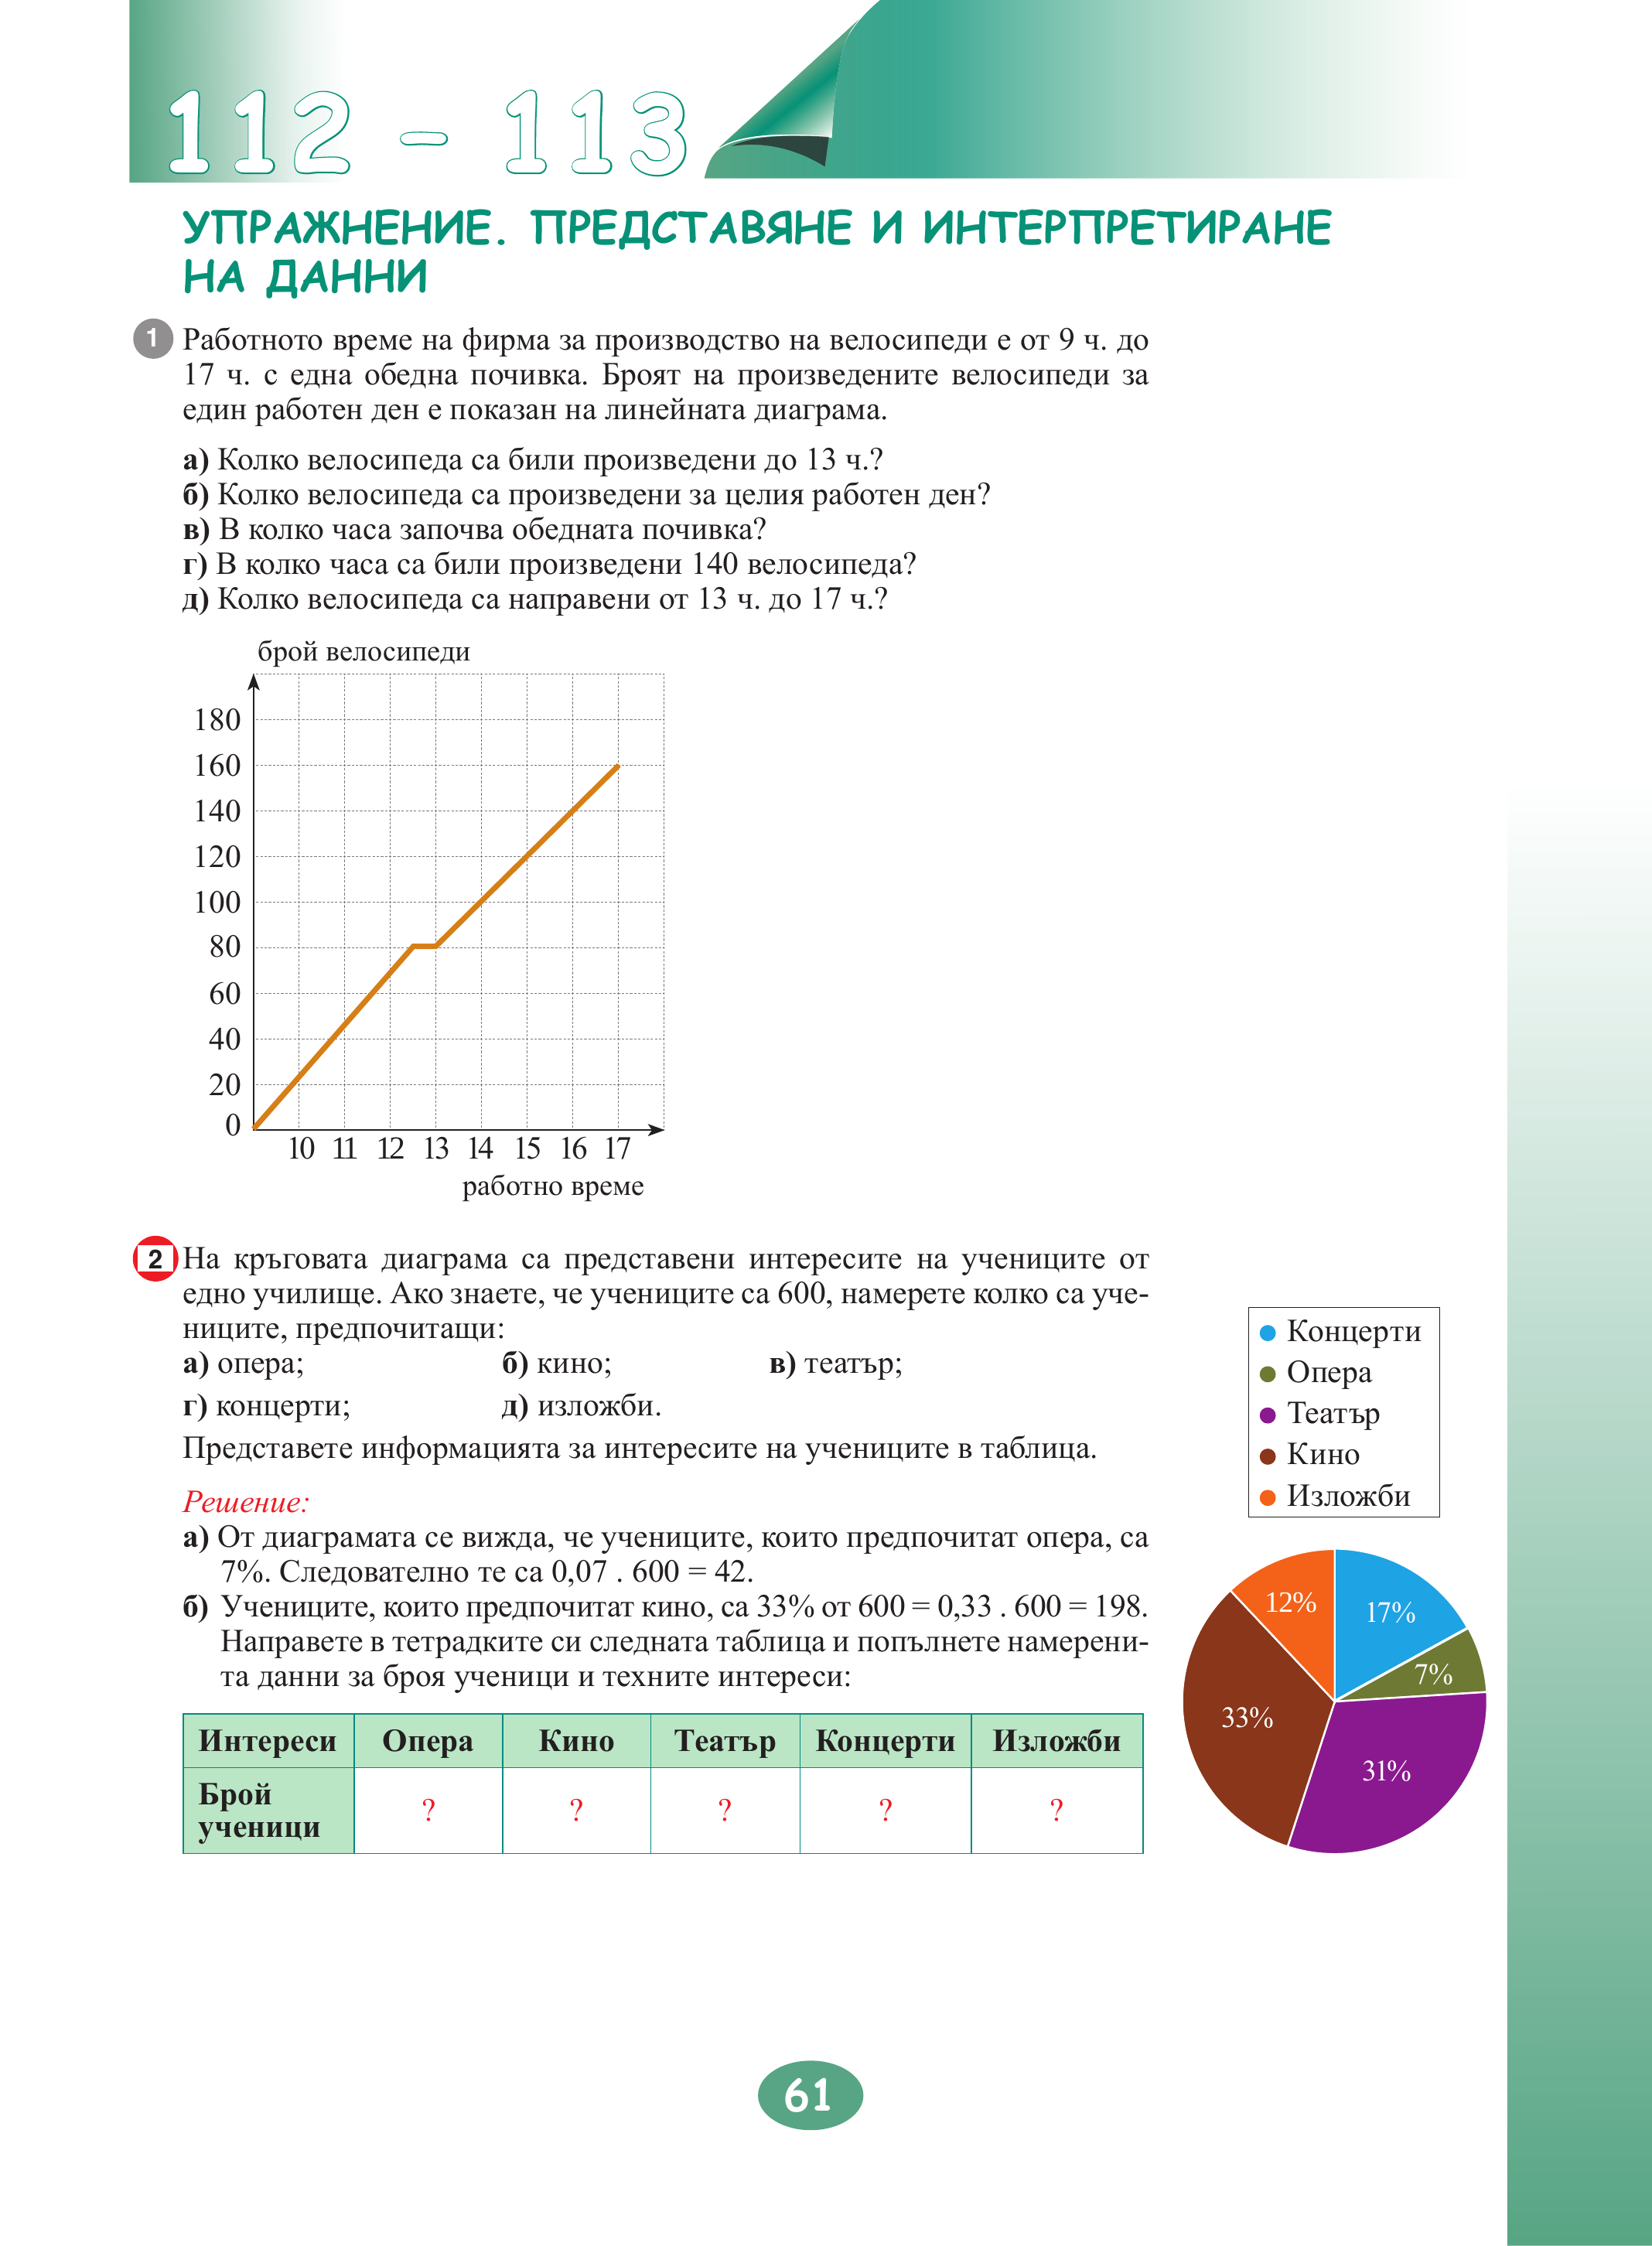 112 – 113
УПРАЖНЕНИЕ. ПРЕДСТАВЯНЕ И ИНТЕРПРЕТИРАНЕ
НА ДАННИ
1 Работното време на фирма за производство на велосипеди е от 9 ч. до
17 ч. с една обедна почивка. Броят на произведените велосипеди за
един работен ден е показан на линейната диаграма.
а) Колко велосипеда са били произведени до 13 ч.?
б) Колко велосипеда са произведени за целия работен ден?
в) В колко часа започва обедната почивка?
г) В колко часа са били произведени 140 велосипеда?
д) Колко велосипеда са направени от 13 ч. до 17 ч.?
брой велосипеди
180
160
140
120
100
80
60
40
20
0
10 11 12 13 14 15 16 17
работно време
2 На кръговата диаграма са представени интересите на учениците от
едно училище. Ако знаете, че учениците са 600, намерете колко са уче-
ниците, предпочитащи:
а) опера; б) кино; в) театър;
г) концерти; д) изложби.
Представете информацията за интересите на учениците в таблица.
Решение:
а) От диаграмата се вижда, че учениците, които предпочитат опера, са
7%. Следователно те са 0,07 . 600 = 42.
б) Учениците, които предпочитат кино, са 33% от 600 = 0,33 . 600 = 198.
Направете в тетрадките си следната таблица и попълнете намерени-
та данни за броя ученици и техните интереси:
Интереси Опера Кино Театър Концерти Изложби
Брой
ученици ? ? ? ? ?
Концерти
Опера
Театър
Кино
Изложби
12%
17%
7%
33%
31%
61